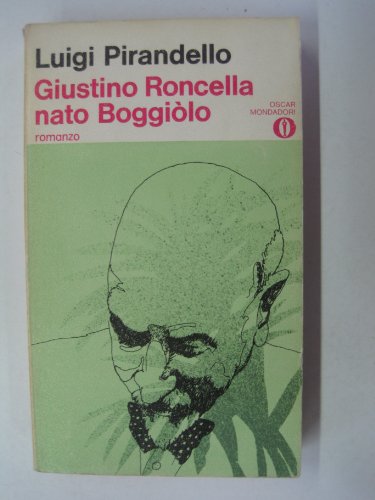 Luigi Pirandello
Giustino Roncella
nato Boggiòlo
romanzo
OSCAR
MONDADORI